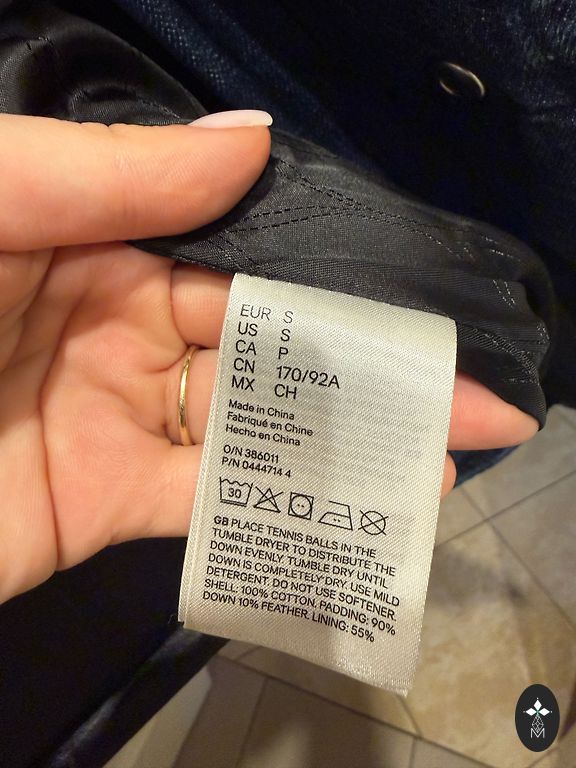 EUR S
US S
CA P
CN 170/92A
MX CH
Made in China
Fabriqué en Chine
Hecho en China
O/N 386011
P/N 0444714 4
30
GB PLACE TENNIS BALLS IN THE
TUMBLE DRYER TO DISTRIBUTE THE
DOWN EVENLY. TUMBLE DRY UNTIL
DOWN IS COMPLETELY DRY. USE MILD
DETERGENT. DO NOT USE SOFTENER.
SHELL: 100% COTTON. PADDING: 90%
DOWN 10% FEATHER. LINING: 55%
M